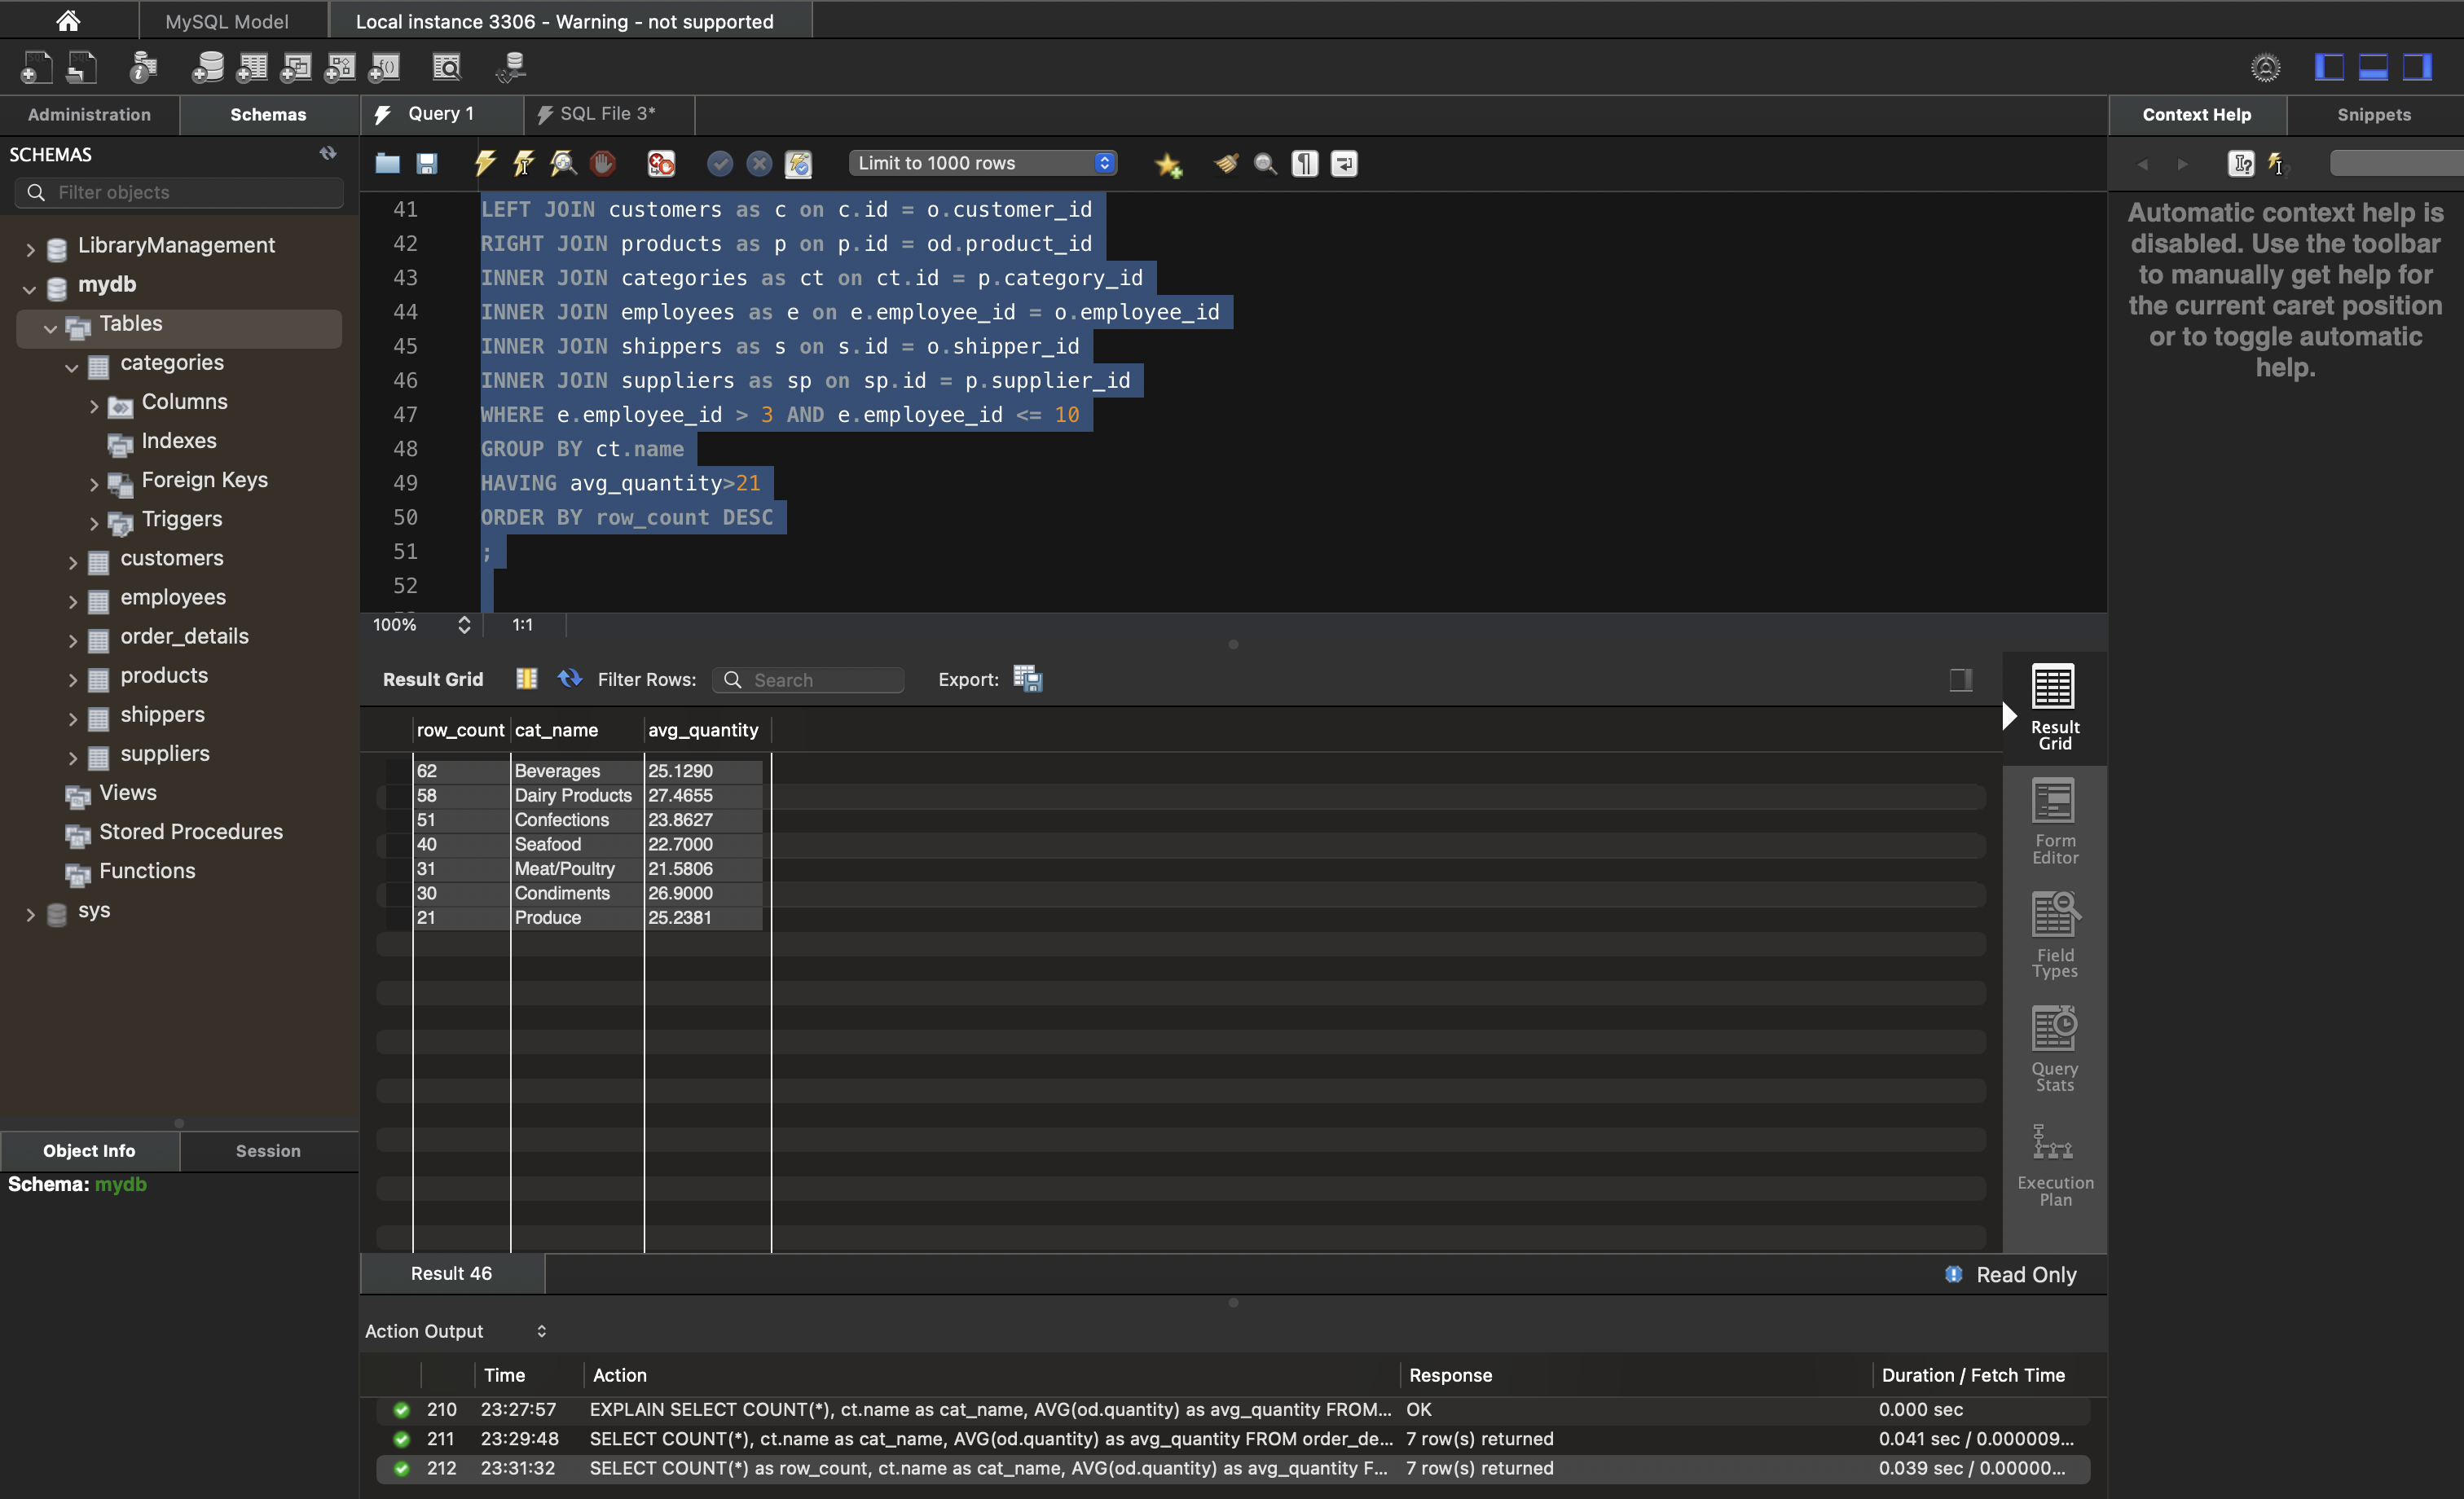 MySQL Model
Local instance 3306 - Warning - not supported
Administration
Schemas
Query 1
SQL File 3*
Context Help
Snippets
SCHEMAS
Filter objects
LibraryManagement
mydb
Tables
categories
Columns
Indexes
Foreign Keys
Triggers
customers
employees
order_details
products
shippers
suppliers
Views
Stored Procedures
Functions
sys
Object Info
Session
Schema: mydb
Limit to 1000 rows
41 LEFT JOIN customers as c on c.id = o.customer_id
42 RIGHT JOIN products as p on p.id = od.product_id
43 INNER JOIN categories as ct on ct.id = p.category_id
44 INNER JOIN employees as e on e.employee_id = o.employee_id
45 INNER JOIN shippers as s on s.id = o.shipper_id
46 INNER JOIN suppliers as sp on sp.id = p.supplier_id
47 WHERE e.employee_id > 3 AND e.employee_id <= 10
48 GROUP BY ct.name
49 HAVING avg_quantity>21
50 ORDER BY row_count DESC
51 ;
52
100% 1:1
Result Grid
Filter Rows:
Search
Export:
row_count cat_name avg_quantity
62 Beverages 25.1290
58 Dairy Products 27.4655
51 Confections 23.8627
40 Seafood 22.7000
31 Meat/Poultry 21.5806
30 Condiments 26.9000
21 Produce 25.2381
Result
Grid
Form
Editor
Field
Types
Query
Stats
Execution
Plan
Result 46
Read Only
Action Output
Time Action Response Duration / Fetch Time
210 23:27:57 EXPLAIN SELECT COUNT(*), ct.name as cat_name, AVG(od.quantity) as avg_quantity FROM... OK 0.000 sec
211 23:29:48 SELECT COUNT(*), ct.name as cat_name, AVG(od.quantity) as avg_quantity FROM order_de... 7 row(s) returned 0.041 sec / 0.000009...
212 23:31:32 SELECT COUNT(*) as row_count, ct.name as cat_name, AVG(od.quantity) as avg_quantity F... 7 row(s) returned 0.039 sec / 0.00000...
Automatic context help is
disabled. Use the toolbar
to manually get help for
the current caret position
or to toggle automatic
help.